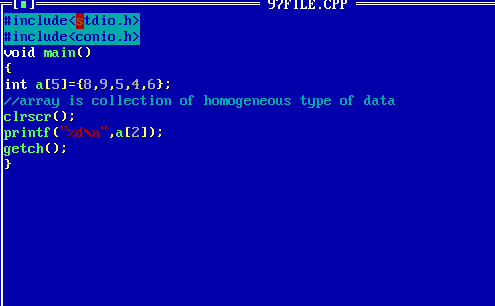 97FILE.CPP
#include<stdio.h>
#include<conio.h>
void main()
{
int a[5]={8,9,5,4,6};
//array is collection of homogeneous type of data
clrscr();
printf("%d\n",a[2]);
getch();
}